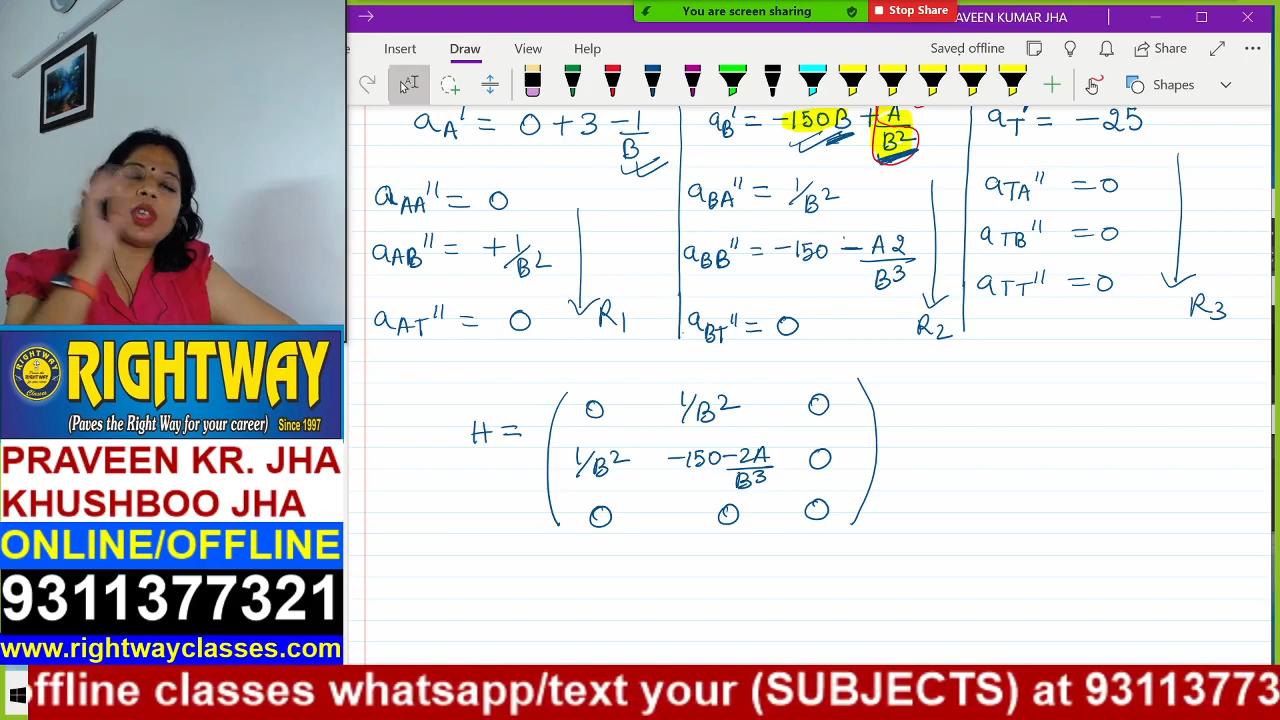 You are screen sharing
Stop Share
AVEEN KUMAR JHA
Insert Draw View Help
Saved offline
Share
Shapes
a_A' = 0 + 3 - 1/B
a_B' = -150B + A/B²
a_T' = -25
a_AA'' = 0
a_AB'' = + 1/B²
a_AT'' = 0
R1
a_BA'' = 1/B²
a_BB'' = -150 - A2/B³
a_BT'' = 0
R2
a_TA'' = 0
a_TB'' = 0
a_TT'' = 0
R3
H =
0 1/B² 0
1/B² -150-2A/B³ 0
0 0 0
RIGHTWAY
RIGHTWAY
(Paves the Right Way for your career) Since 1997
PRAVEEN KR. JHA
KHUSHBOO JHA
ONLINE/OFFLINE
9311377321
www.rightwayclasses.com
offline classes whatsapp/text your (SUBJECTS) at 93113773